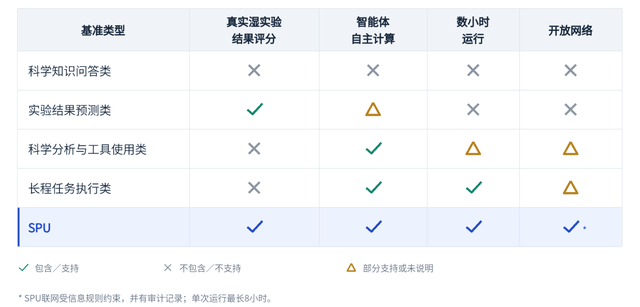 基准类型
真实湿实验
结果评分
智能体
自主计算
数小时
运行
开放网络
科学知识问答类
实验结果预测类
科学分析与工具使用类
长程任务执行类
SPU
*
包含／支持
不包含／不支持
部分支持或未说明
* SPU联网受信息规则约束，并有审计记录；单次运行最长8小时。